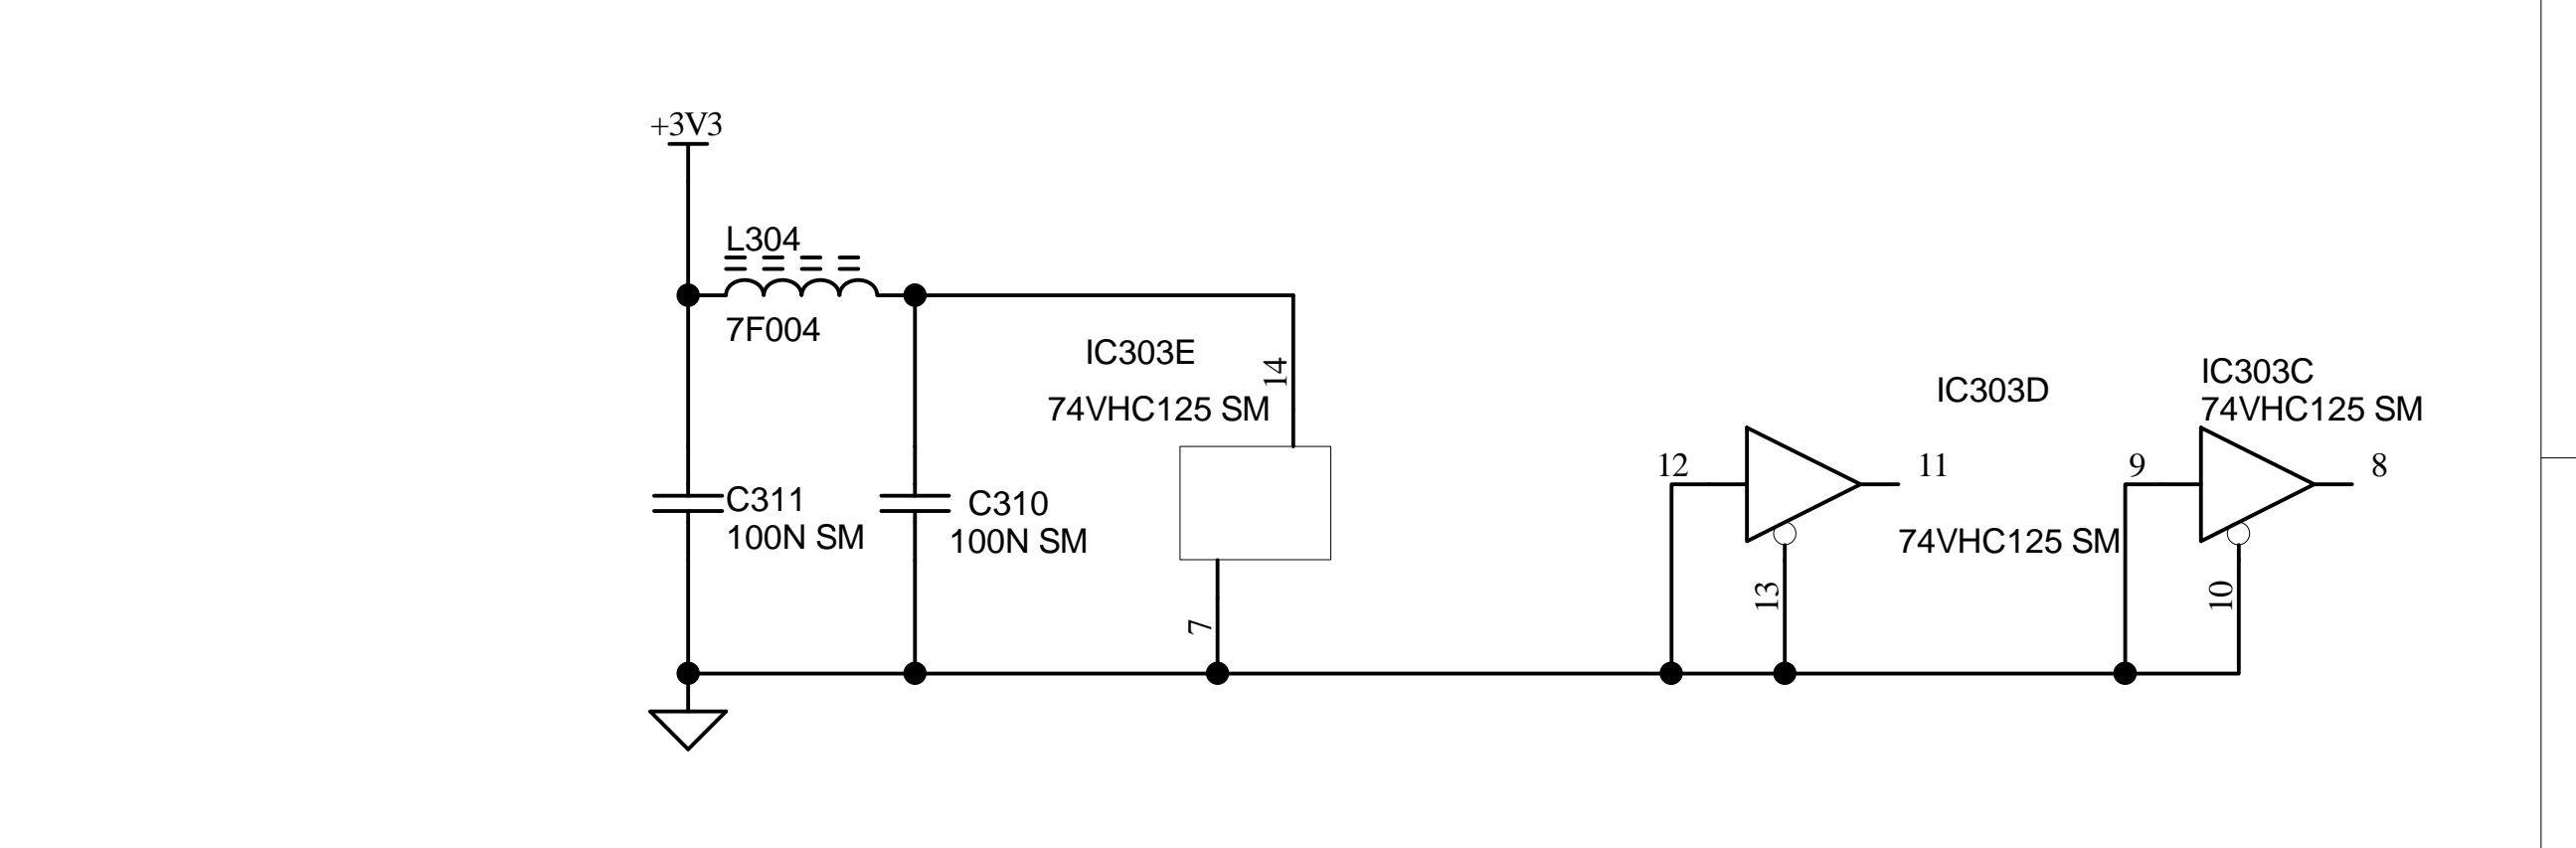 +3V3
L304
7F004
IC303E
14
74VHC125 SM
C311
100N SM
C310
100N SM
7
IC303D
12
11
74VHC125 SM
13
IC303C
74VHC125 SM
9
8
10